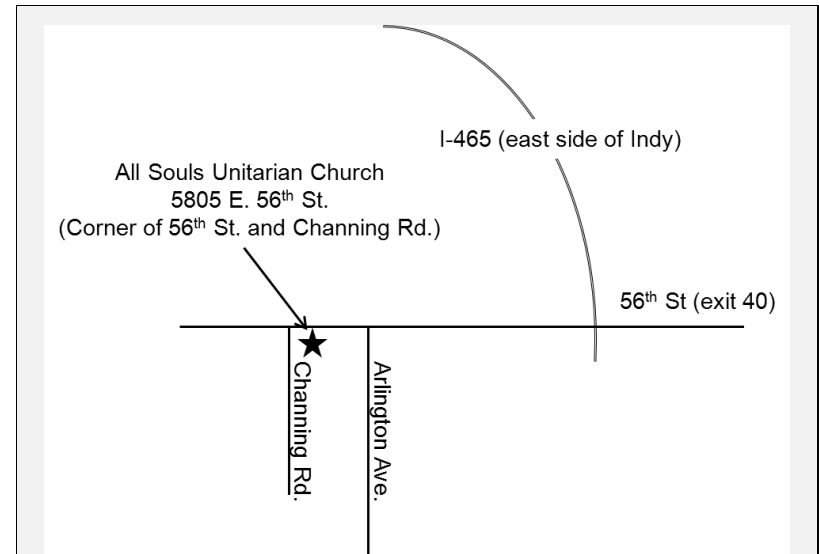 I-465 (east side of Indy)
All Souls Unitarian Church
5805 E. 56th St.
(Corner of 56th St. and Channing Rd.)
56th St (exit 40)
Channing Rd.
Arlington Ave.